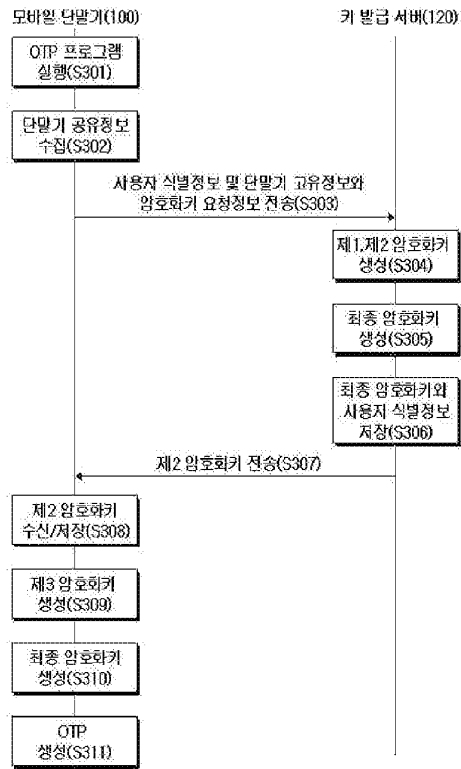 모바일 단말기(100)
키 발급 서버(120)
OTP 프로그램
실행(S301)
단말기 공유정보
수집(S302)
사용자 식별정보 및 단말기 고유정보와
암호화키 요청정보 전송(S303)
제1,제2 암호화키
생성(S304)
최종 암호화키
생성(S305)
최종 암호화키와
사용자 식별정보
저장(S306)
제2 암호화키 전송(S307)
제2 암호화키
수신/저장(S308)
제3 암호화키
생성(S309)
최종 암호화키
생성(S310)
OTP
생성(S311)